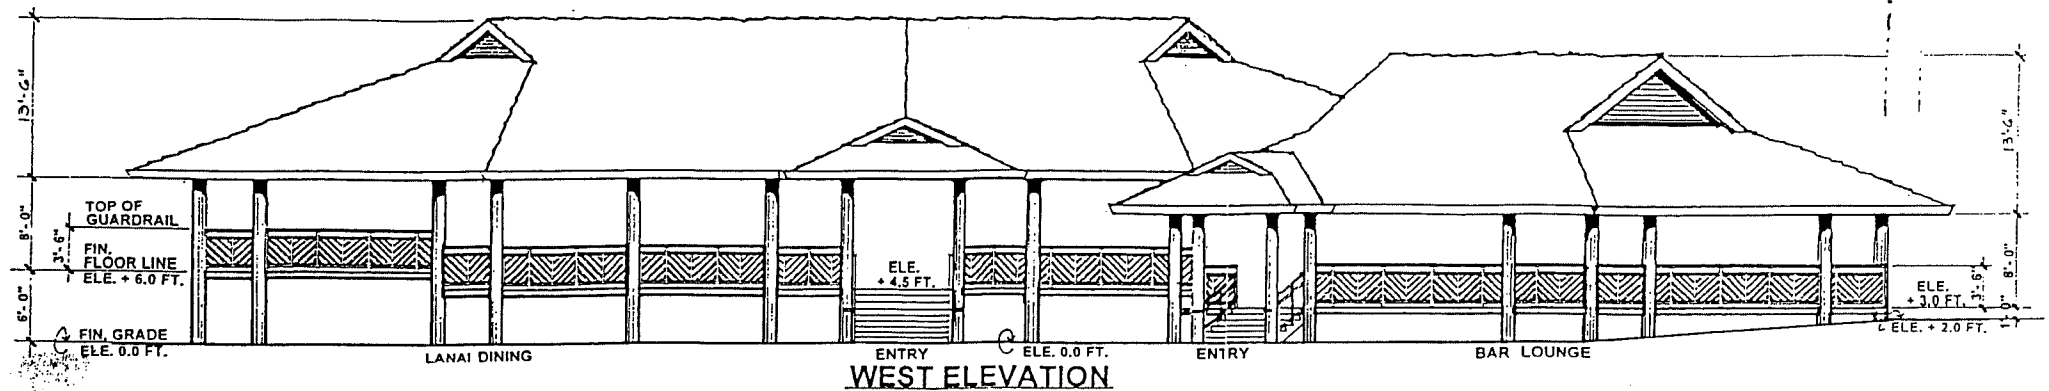 13'-6"
8'-0"
6'-0"
3'-6"
TOP OF
GUARDRAIL
FIN.
FLOOR LINE
ELE. + 6.0 FT.
FIN. GRADE
ELE. 0.0 FT.
LANAI DINING
ELE.
+ 4.5 FT.
ENTRY
ELE. 0.0 FT.
ENTRY
BAR LOUNGE
13'-6"
8'-0"
3'-6"
1'-0"
ELE.
+ 3.0 FT.
ELE. + 2.0 FT.
WEST ELEVATION